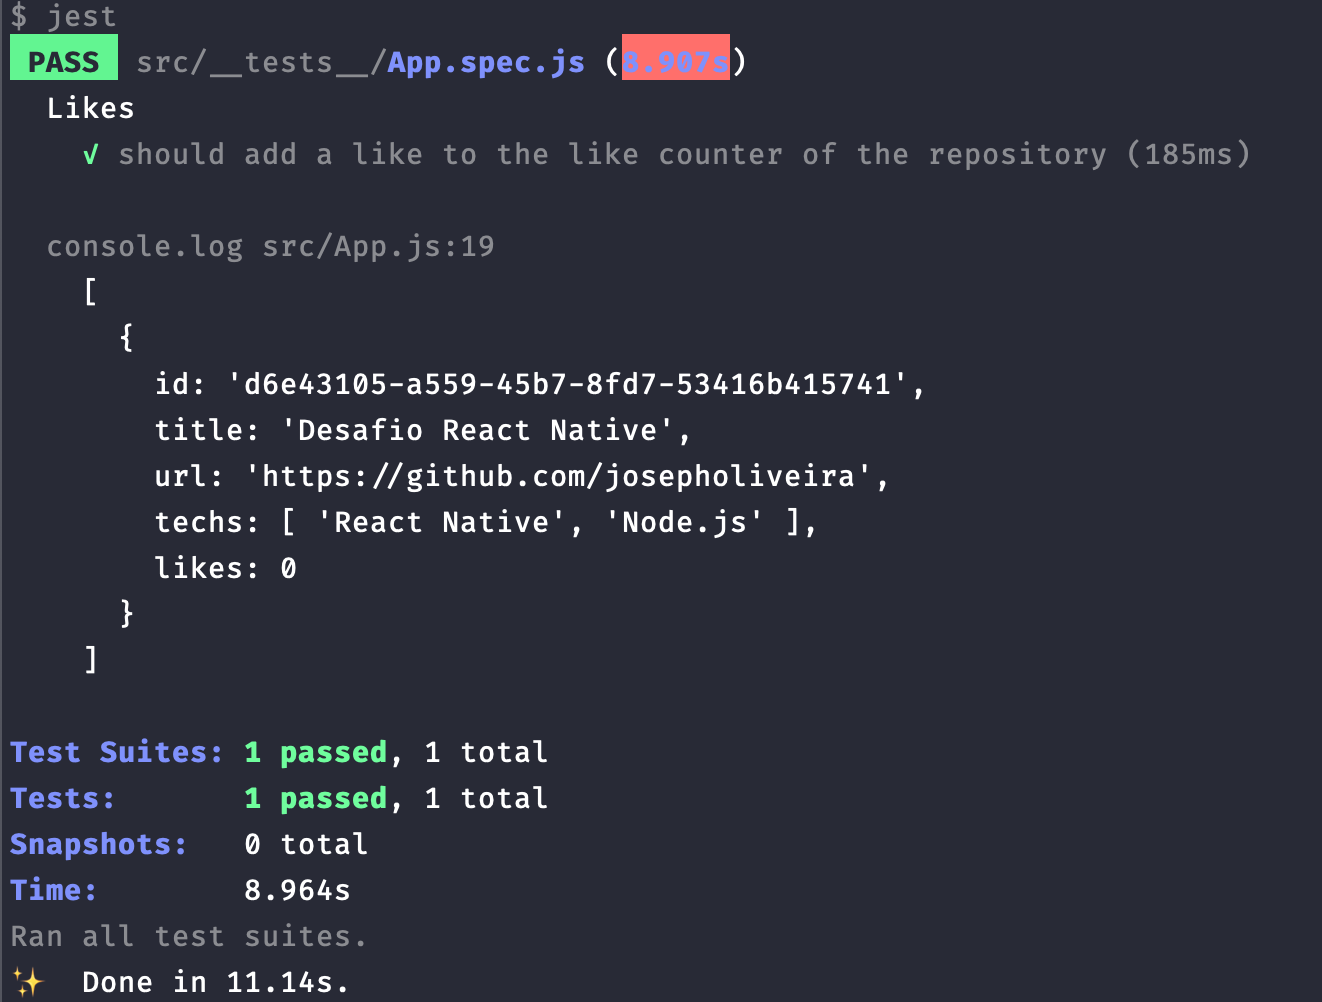 $ jest
PASS src/__tests__/App.spec.js (8.907s)
Likes
√ should add a like to the like counter of the repository (185ms)
console.log src/App.js:19
[
{
id: 'd6e43105-a559-45b7-8fd7-53416b415741',
title: 'Desafio React Native',
url: 'https://github.com/josepholiveira',
techs: [ 'React Native', 'Node.js' ],
likes: 0
}
]
Test Suites: 1 passed, 1 total
Tests: 1 passed, 1 total
Snapshots: 0 total
Time: 8.964s
Ran all test suites.
✨ Done in 11.14s.